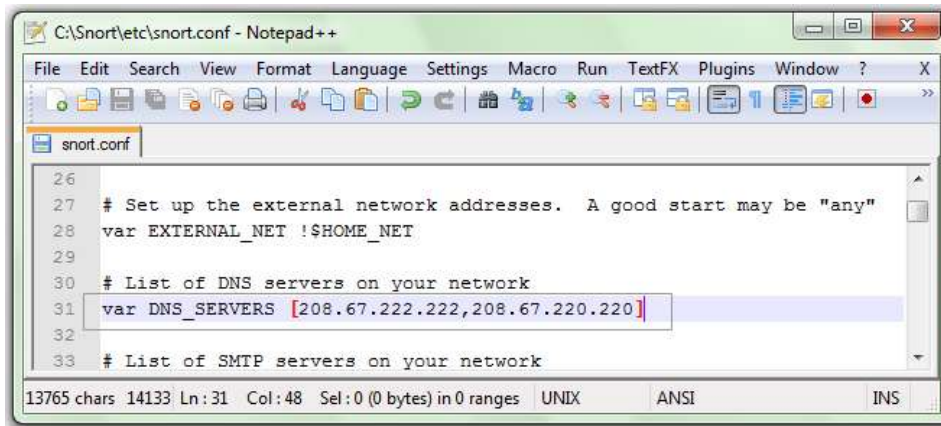 C:\Snort\etc\snort.conf - Notepad++
File Edit Search View Format Language Settings Macro Run TextFX Plugins Window ? X
snort.conf
26
27 # Set up the external network addresses.  A good start may be "any"
28 var EXTERNAL_NET !$HOME_NET
29
30 # List of DNS servers on your network
31 var DNS_SERVERS [208.67.222.222,208.67.220.220]
32
33 # List of SMTP servers on your network
13765 chars 14133 Ln : 31 Col : 48 Sel : 0 (0 bytes) in 0 ranges UNIX ANSI INS